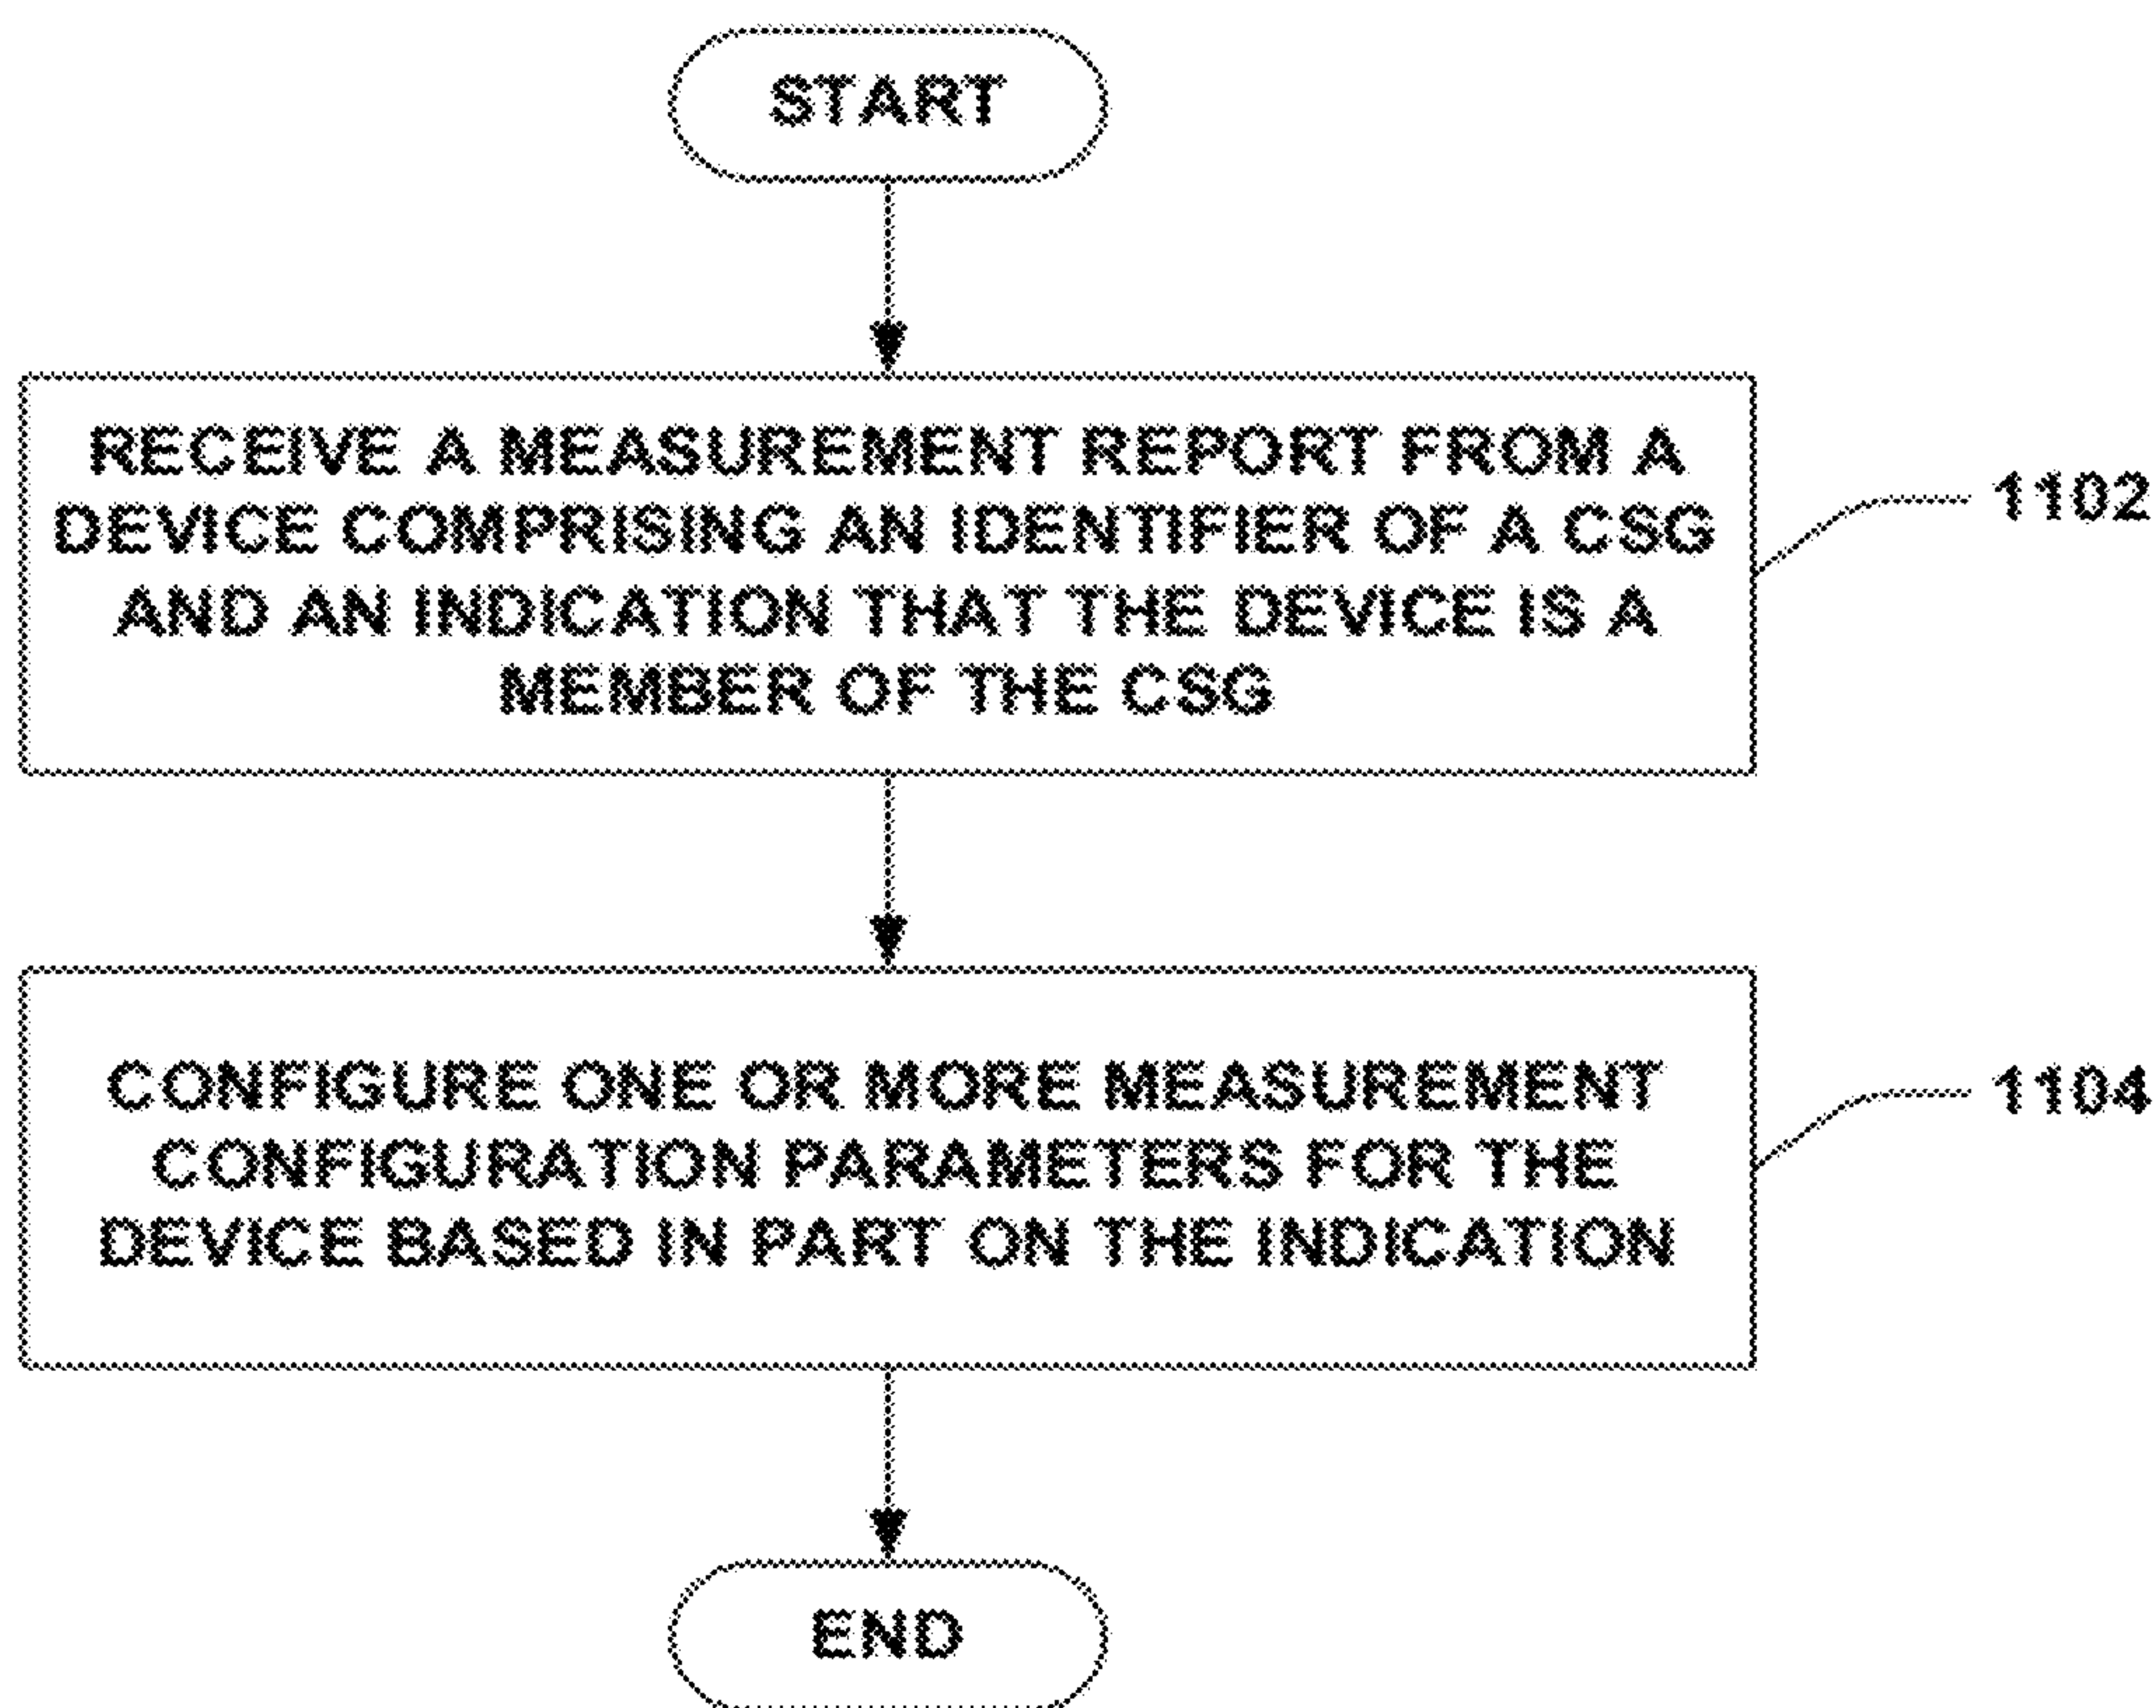 START
RECEIVE A MEASUREMENT REPORT FROM A
DEVICE COMPRISING AN IDENTIFIER OF A CSG
AND AN INDICATION THAT THE DEVICE IS A
MEMBER OF THE CSG
1102
CONFIGURE ONE OR MORE MEASUREMENT
CONFIGURATION PARAMETERS FOR THE
DEVICE BASED IN PART ON THE INDICATION
1104
END